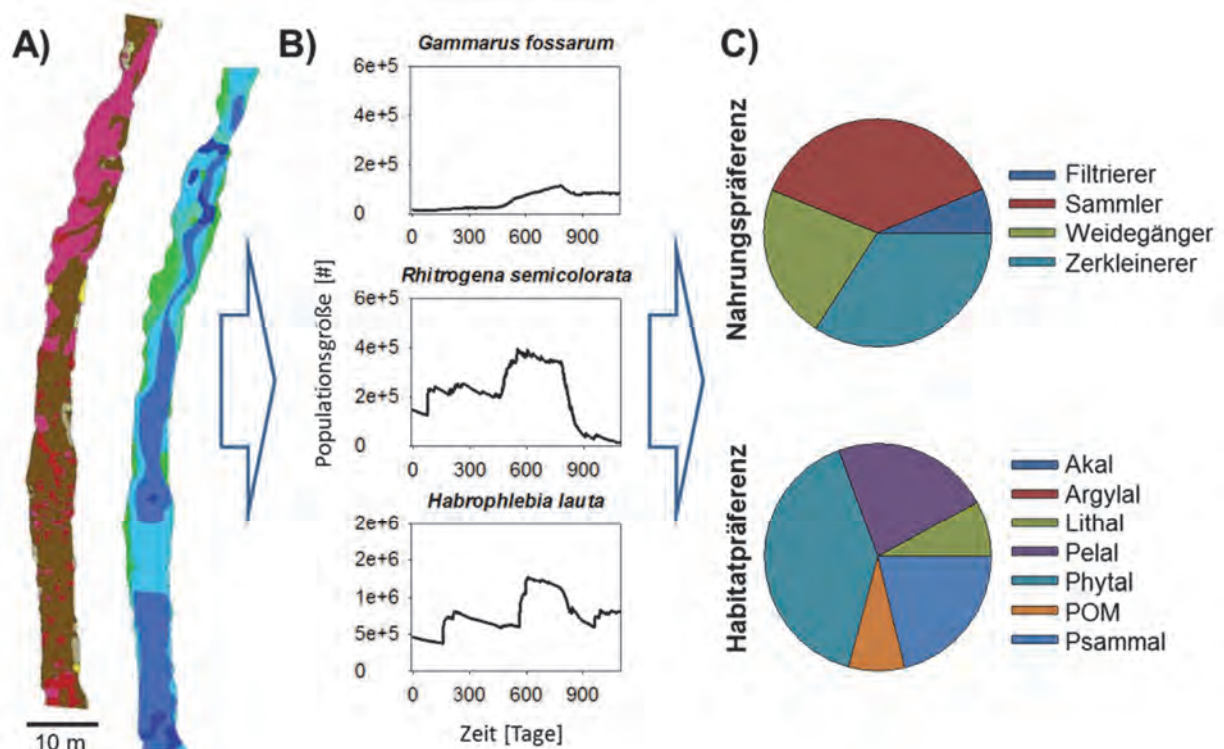 A)
10 m
B)
Populationsgröße [#]
Gammarus fossarum
6e+5
4e+5
2e+5
0
0 300 600 900
Rhitrogena semicolorata
6e+5
4e+5
2e+5
0
0 300 600 900
Habrophlebia lauta
2e+6
2e+6
1e+6
5e+5
0
0 300 600 900
Zeit [Tage]
C)
Nahrungspräferenz
Filtrierer
Sammler
Weidegänger
Zerkleinerer
Habitatpräferenz
Akal
Argylal
Lithal
Pelal
Phytal
POM
Psammal